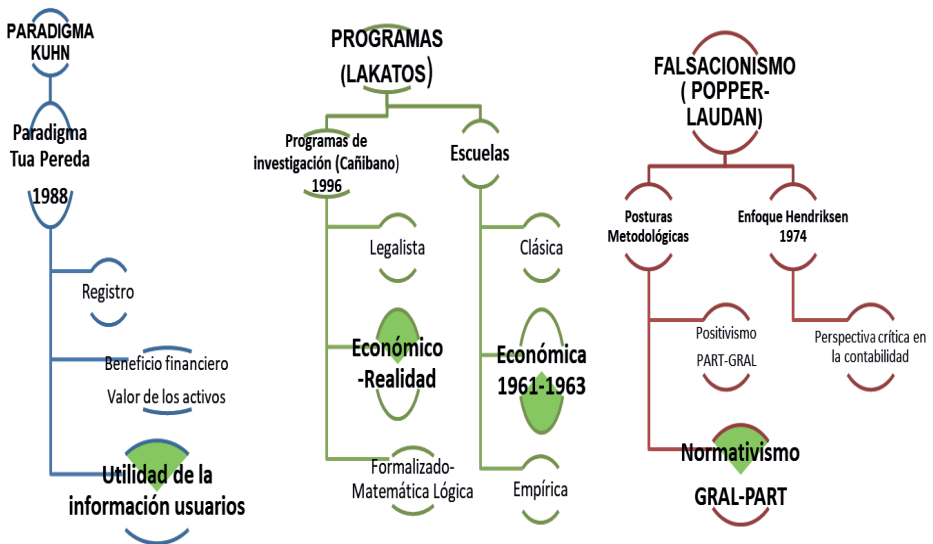 PARADIGMA
KUHN
Paradigma
Tua Pereda
1988
Registro
Beneficio financiero
Valor de los activos
Utilidad de la
información usuarios
PROGRAMAS
(LAKATOS)
Programas de
investigación (Cañibano)
1996
Legalista
Económico
-Realidad
Formalizado-
Matemática Lógica
Escuelas
Clásica
Económica
1961-1963
Empírica
FALSACIONISMO
( POPPER-
LAUDAN)
Posturas
Metodológicas
Positivismo
PART-GRAL
Normativismo
GRAL-PART
Enfoque Hendriksen
1974
Perspectiva crítica en
la contabilidad